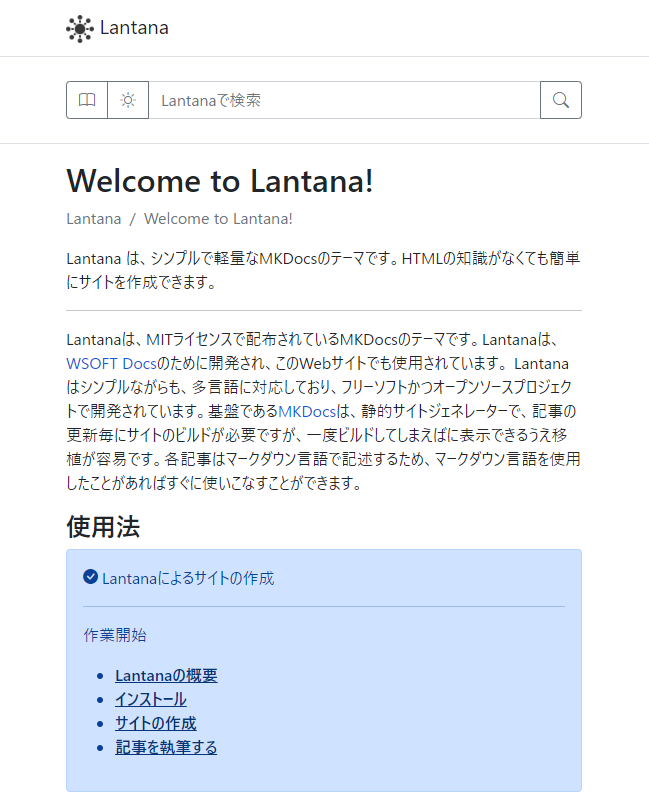 Lantana
Lantanaで検索
Welcome to Lantana!
Lantana / Welcome to Lantana!
Lantana は、シンプルで軽量なMKDocsのテーマです。HTMLの知識がなくても簡単
にサイトを作成できます。
Lantanaは、MITライセンスで配布されているMKDocsのテーマです。Lantanaは、
WSOFT Docsのために開発され、このWebサイトでも使用されています。 Lantana
はシンプルながらも、多言語に対応しており、フリーソフトかつオープンソースプロジェク
トで開発されています。基盤であるMKDocsは、静的サイトジェネレーターで、記事の
更新毎にサイトのビルドが必要ですが、一度ビルドしてしまえばに表示できるうえ移
植が容易です。各記事はマークダウン言語で記述するため、マークダウン言語を使用
したことがあればすぐに使いこなすことができます。
使用法
Lantanaによるサイトの作成
作業開始
Lantanaの概要
インストール
サイトの作成
記事を執筆する